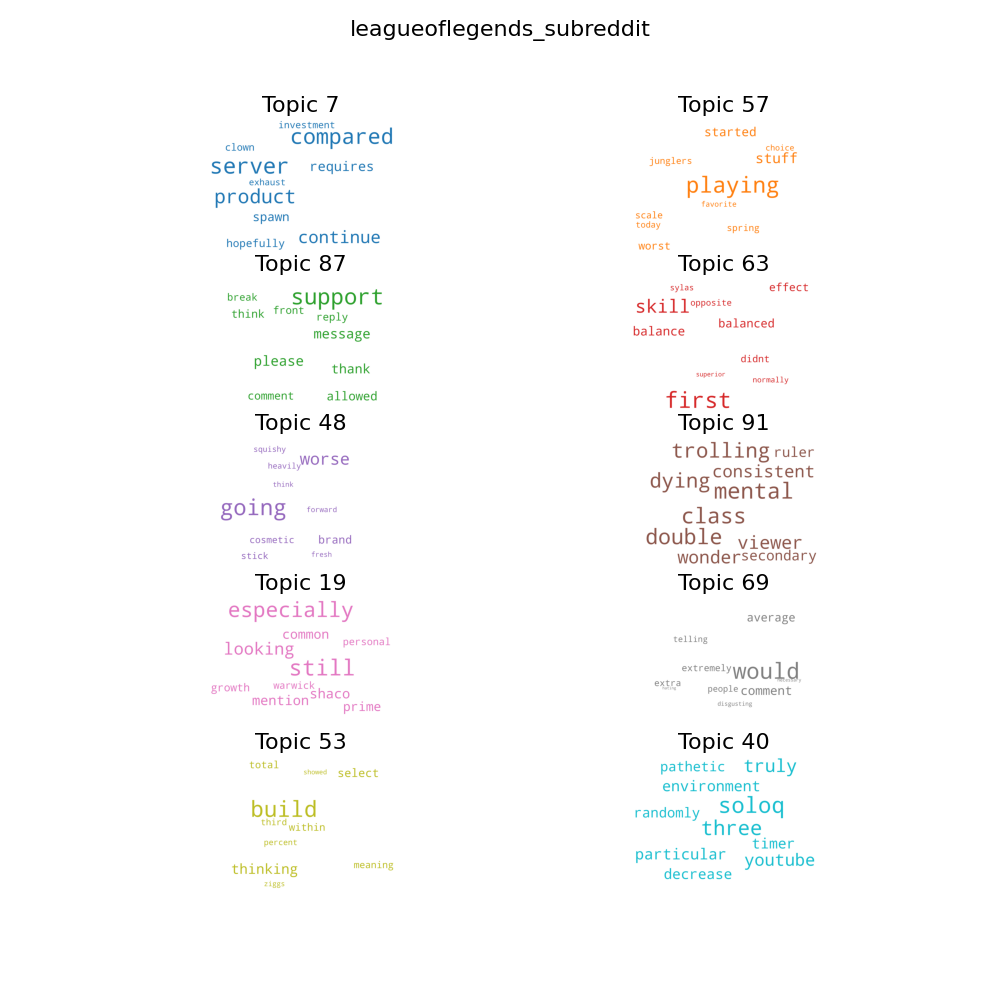 leagueoflegends_subreddit
Topic 7
investment
compared
clown
server
requires
exhaust
product
spawn
continue
hopefully
Topic 57
started
choice
junglers
stuff
playing
favorite
scale
today
spring
worst
Topic 87
break
support
think
front
reply
message
please
thank
comment
allowed
Topic 63
sylas
effect
skill
opposite
balance
balanced
didnt
superior
normally
first
Topic 48
squishy
worse
heavily
think
going
forward
cosmetic
brand
stick
fresh
Topic 91
trolling
ruler
dying
consistent
mental
class
double
viewer
wonder
secondary
Topic 19
especially
common
personal
looking
still
growth
warwick
shaco
mention
prime
Topic 69
average
telling
extremely
would
extra
people
comment
disgusting
Topic 53
total
showed
select
build
third
within
percent
thinking
meaning
ziggs
Topic 40
pathetic
truly
environment
randomly
soloq
three
timer
particular
youtube
decrease